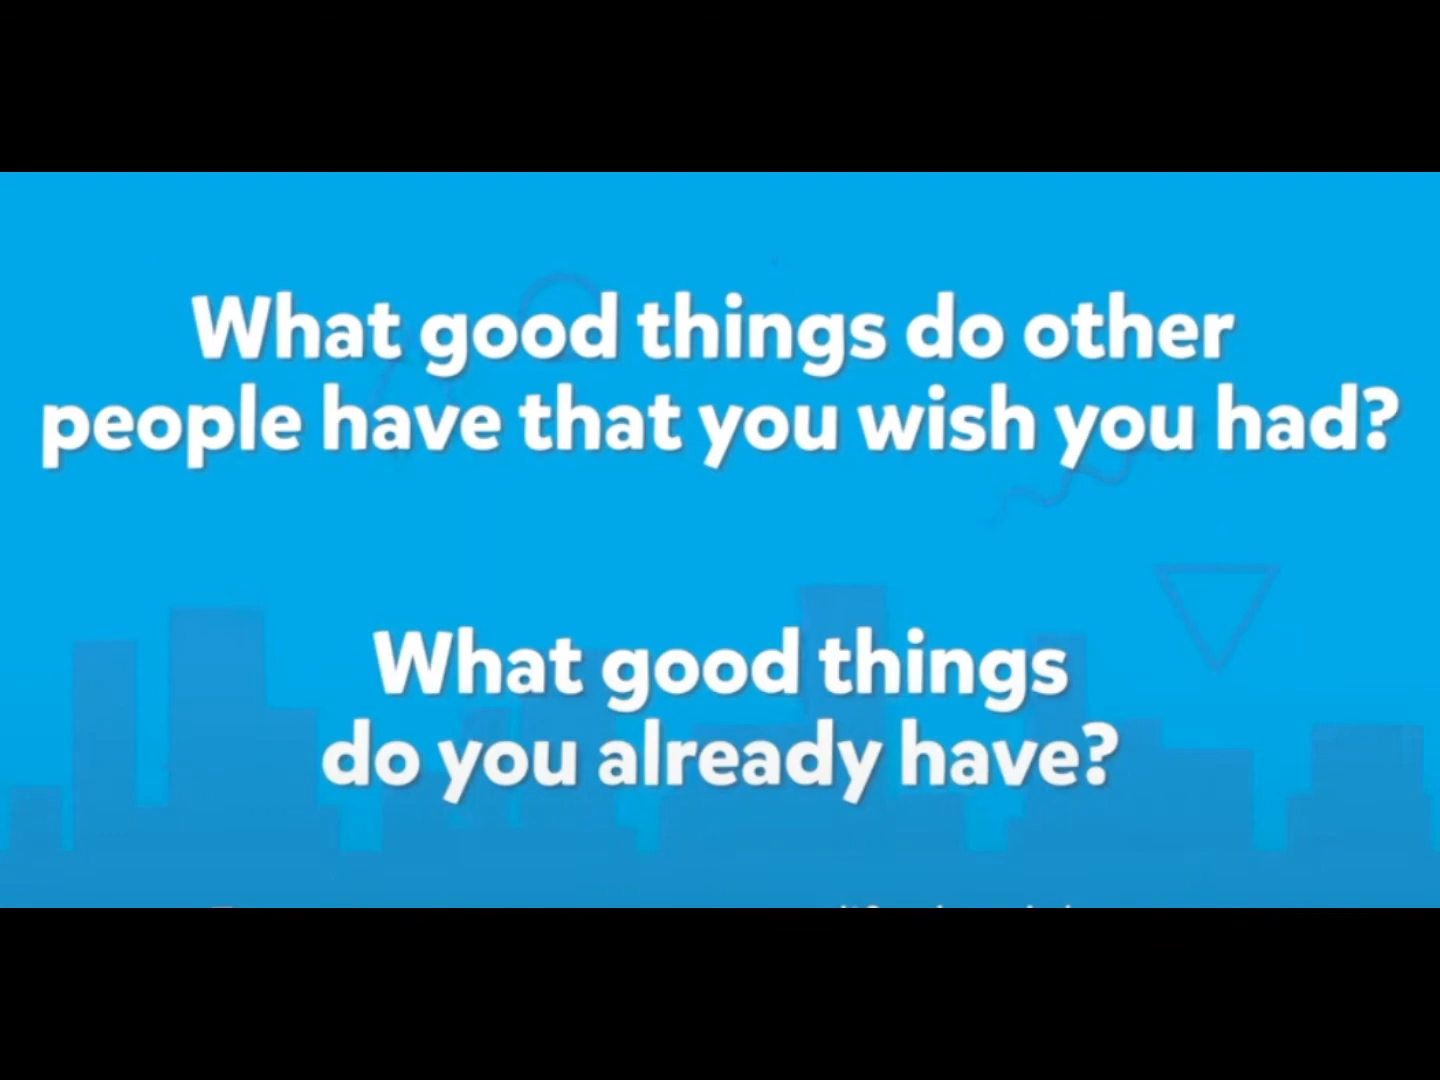 What good things do other
people have that you wish you had?
What good things
do you already have?